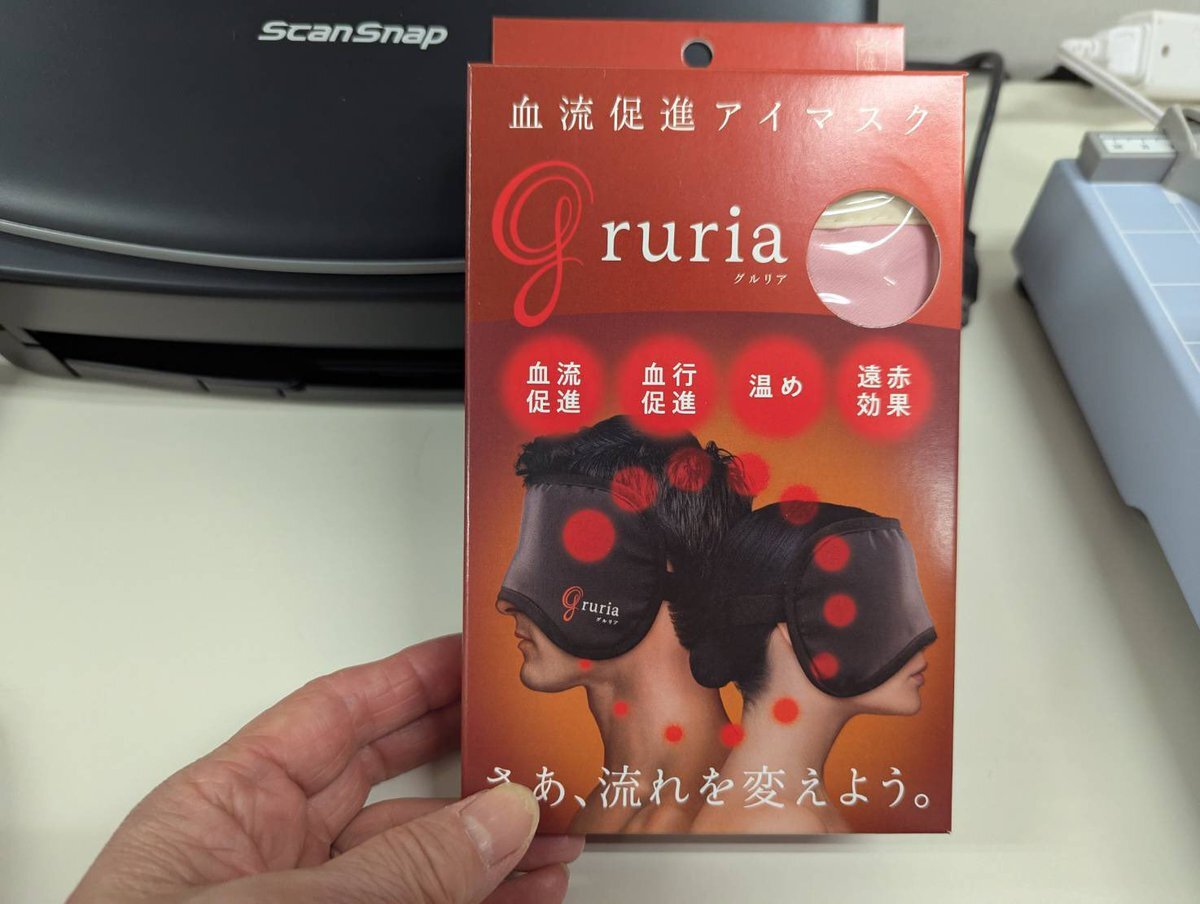 ScanSnap
血流促進アイマスク
gruria
グルリア
血流
促進
血行
促進
温め
遠赤
効果
gruria
グルリア
さあ、流れを変えよう。